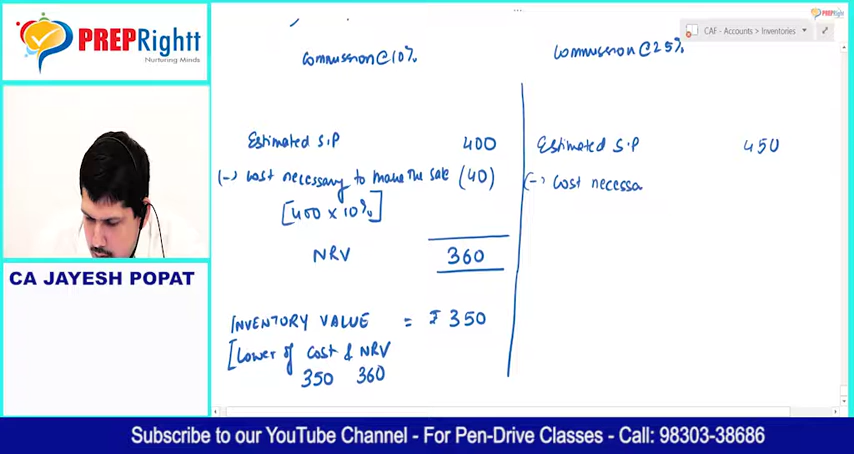 PREPRightt
Nurturing Minds
CAF - Accounts > Inventories
Commission @ 10%
Commission @ 25%
Estimated S.P 400
(-) Cost necessary to make the sale (40)
[400 x 10%]
NRV 360
INVENTORY VALUE = ₹ 350
[Lower of Cost & NRV
350 360
Estimated S.P 450
(-) Cost necessa
CA JAYESH POPAT
Subscribe to our YouTube Channel - For Pen-Drive Classes - Call: 98303-38686